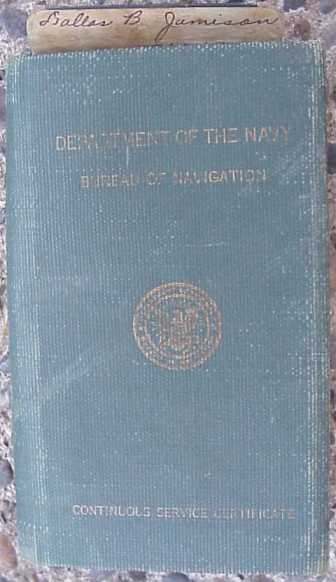 Dallas B. Jamison
DEPARTMENT OF THE NAVY
BUREAU OF NAVIGATION
CONTINUOUS SERVICE CERTIFICATE